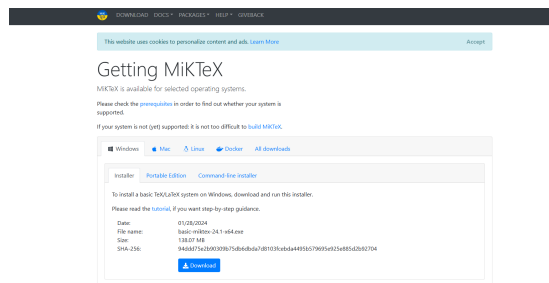 DOWNLOAD DOCS PACKAGES HELP GIVEBACK
This website uses cookies to personalize content and ads. Learn More Accept
Getting MiKTeX
MiKTeX is available for selected operating systems.
Please check the prerequisites in order to find out whether your system is
supported.
If your system is not (yet) supported: it is not too difficult to build MiKTeX.
Windows Mac Linux Docker All downloads
Installer Portable Edition Command-line installer
To install a basic TeX/LaTeX system on Windows, download and run this installer.
Please read the tutorial, if you want step-by-step guidance.
Date: 01/28/2024
File name: basic-miktex-24.1-x64.exe
Size: 138.07 MB
SHA-256: 94ddd75e2b90309b75db6dbda7d8103fcebda4495b579695e925e885d2b92704
Download